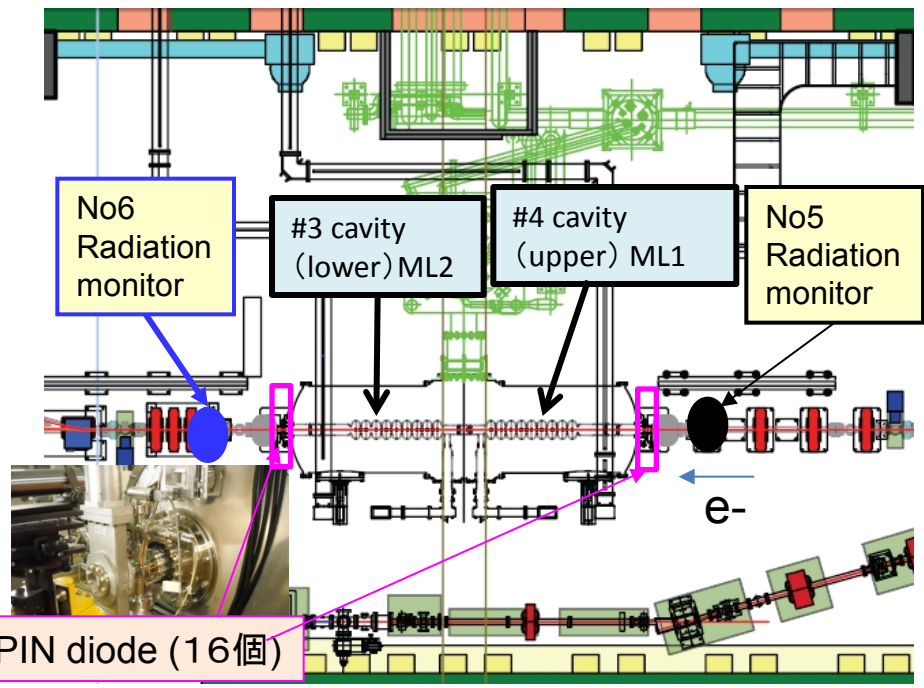 No6
Radiation
monitor
#3 cavity
（lower）ML2
#4 cavity
（upper）ML1
No5
Radiation
monitor
e-
PIN diode (16個)